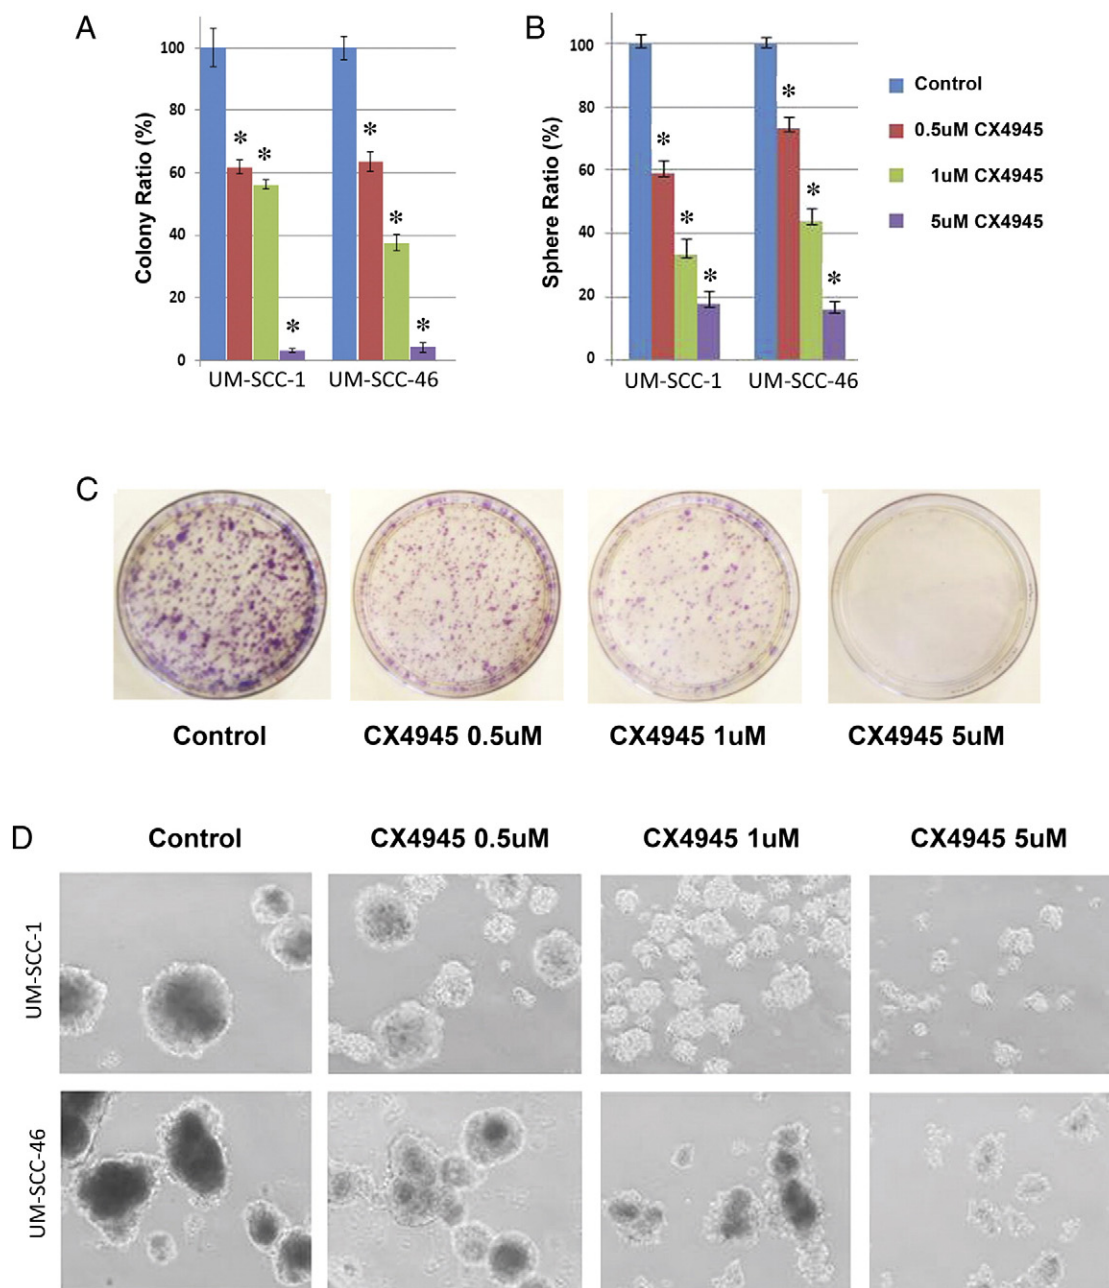 A
Colony Ratio (%)
100
80
60
40
20
0
* * *
* * *
UM-SCC-1 UM-SCC-46
B
Sphere Ratio (%)
100
80
60
40
20
0
* * *
* * *
UM-SCC-1 UM-SCC-46
Control
0.5uM CX4945
1uM CX4945
5uM CX4945
C
Control CX4945 0.5uM CX4945 1uM CX4945 5uM
D
Control CX4945 0.5uM CX4945 1uM CX4945 5uM
UM-SCC-1
UM-SCC-46